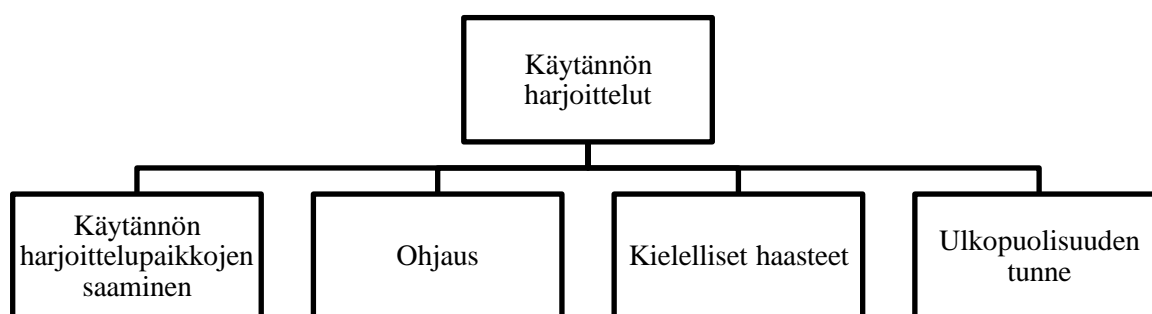 Käytännön
harjoittelut
Käytännön
harjoittelupaikkojen
saaminen
Ohjaus
Kielelliset haasteet
Ulkopuolisuuden
tunne